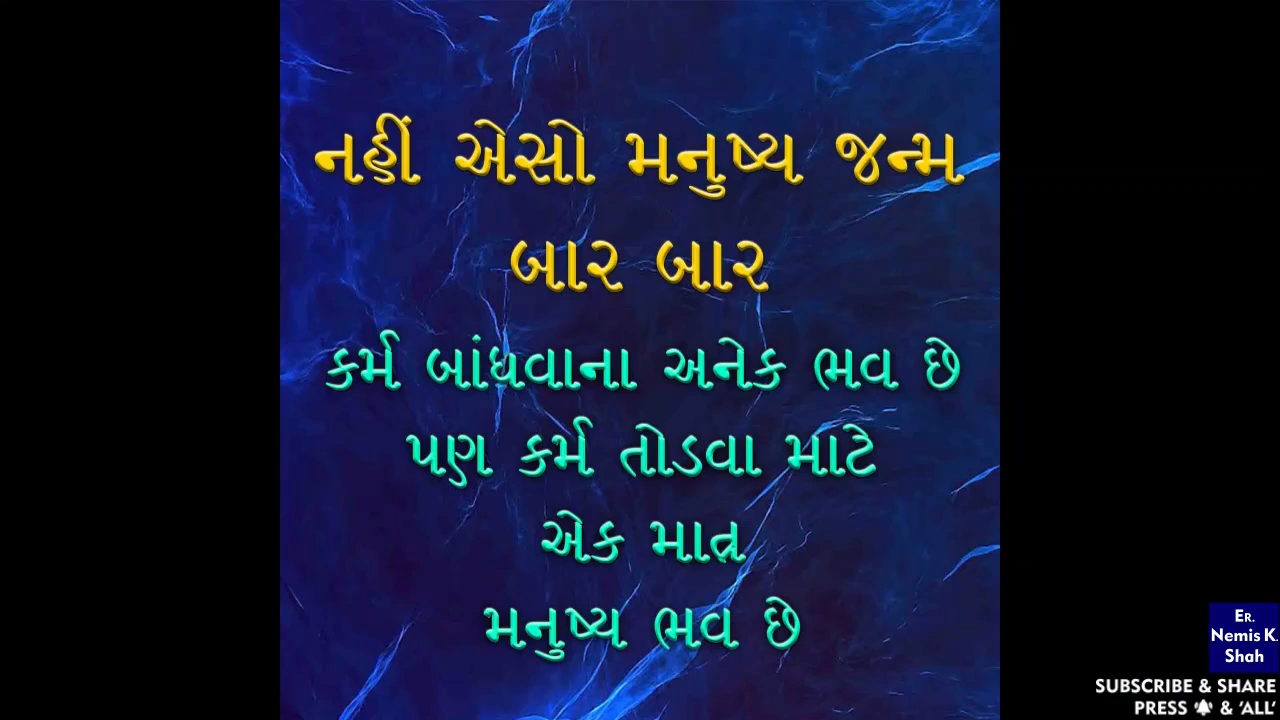 નહીં એસો મનુષ્ય જન્મ
બાર બાર
કર્મ બાંધવાના અનેક ભવ છે
પણ કર્મ તોડવા માટે
એક માત્ર
મનુષ્ય ભવ છે
ER.
Nemis K.
Shah
SUBSCRIBE & SHARE
PRESS 🔔 & ‘ALL’